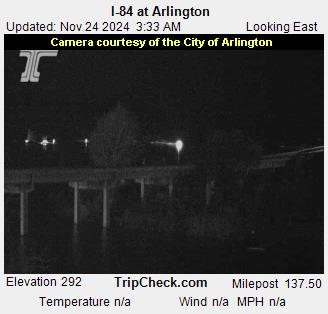 I-84 at Arlington
Updated: Nov 24 2024 3:33 AM Looking East
Camera courtesy of the City of Arlington
Elevation 292 TripCheck.com Milepost 137.50
Temperature n/a Wind n/a MPH n/a